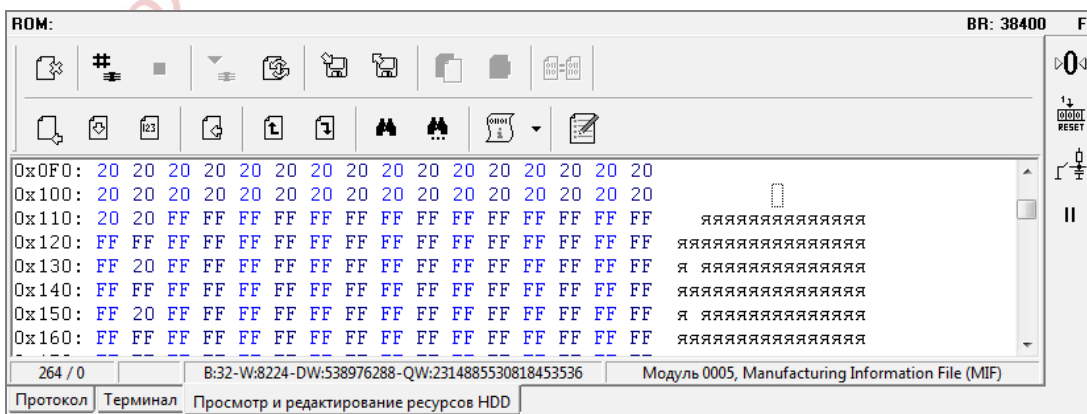 ROM: BR: 38400 F
0x0F0: 20 20 20 20 20 20 20 20 20 20 20 20 20 20 20 20
0x100: 20 20 20 20 20 20 20 20 20 20 20 20 20 20 20 20
0x110: 20 20 FF FF FF FF FF FF FF FF FF FF FF FF FF FF яяяяяяяяяяяяяя
0x120: FF FF FF FF FF FF FF FF FF FF FF FF FF FF FF FF яяяяяяяяяяяяяяяя
0x130: FF 20 FF FF FF FF FF FF FF FF FF FF FF FF FF FF я яяяяяяяяяяяяяя
0x140: FF FF FF FF FF FF FF FF FF FF FF FF FF FF FF FF яяяяяяяяяяяяяяяя
0x150: FF 20 FF FF FF FF FF FF FF FF FF FF FF FF FF FF я яяяяяяяяяяяяяя
0x160: FF FF FF FF FF FF FF FF FF FF FF FF FF FF FF FF яяяяяяяяяяяяяяяя
264 / 0 B:32-W:8224-DW:538976288-QW:2314885530818453536 Модуль 0005, Manufacturing Information File (MIF)
Протокол Терминал Просмотр и редактирование ресурсов HDD
RESET